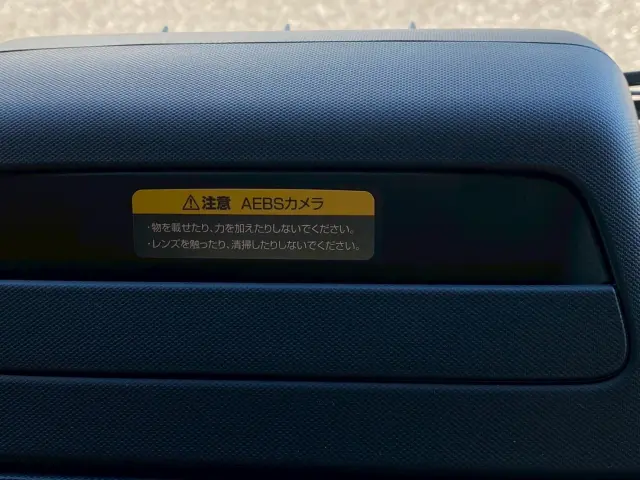 ⚠注意 AEBSカメラ
・物を載せたり、力を加えたりしないでください。
・レンズを触ったり、清掃したりしないでください。